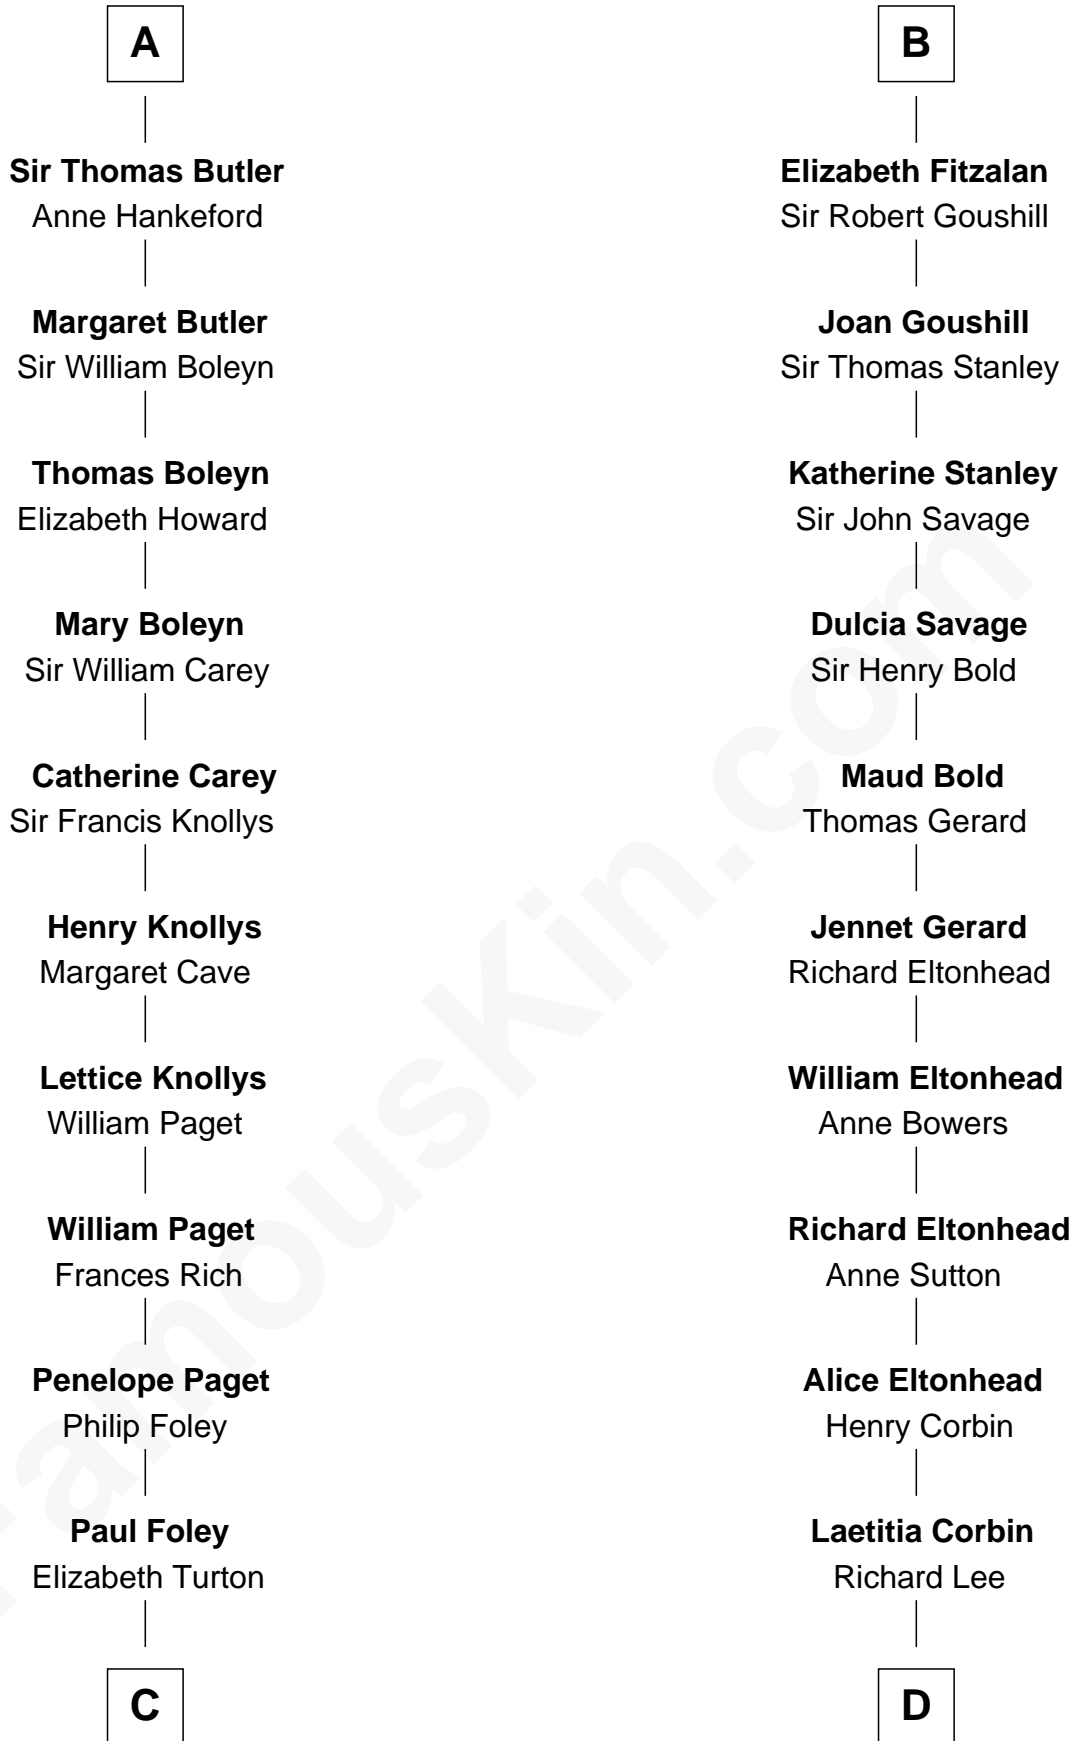 A
Sir Thomas Butler
Anne Hankeford
Margaret Butler
Sir William Boleyn
Thomas Boleyn
Elizabeth Howard
Mary Boleyn
Sir William Carey
Catherine Carey
Sir Francis Knollys
Henry Knollys
Margaret Cave
Lettice Knollys
William Paget
William Paget
Frances Rich
Penelope Paget
Philip Foley
Paul Foley
Elizabeth Turton
C
B
Elizabeth Fitzalan
Sir Robert Goushill
Joan Goushill
Sir Thomas Stanley
Katherine Stanley
Sir John Savage
Dulcia Savage
Sir Henry Bold
Maud Bold
Thomas Gerard
Jennet Gerard
Richard Eltonhead
William Eltonhead
Anne Bowers
Richard Eltonhead
Anne Sutton
Alice Eltonhead
Henry Corbin
Laetitia Corbin
Richard Lee
D
FamousKin.com